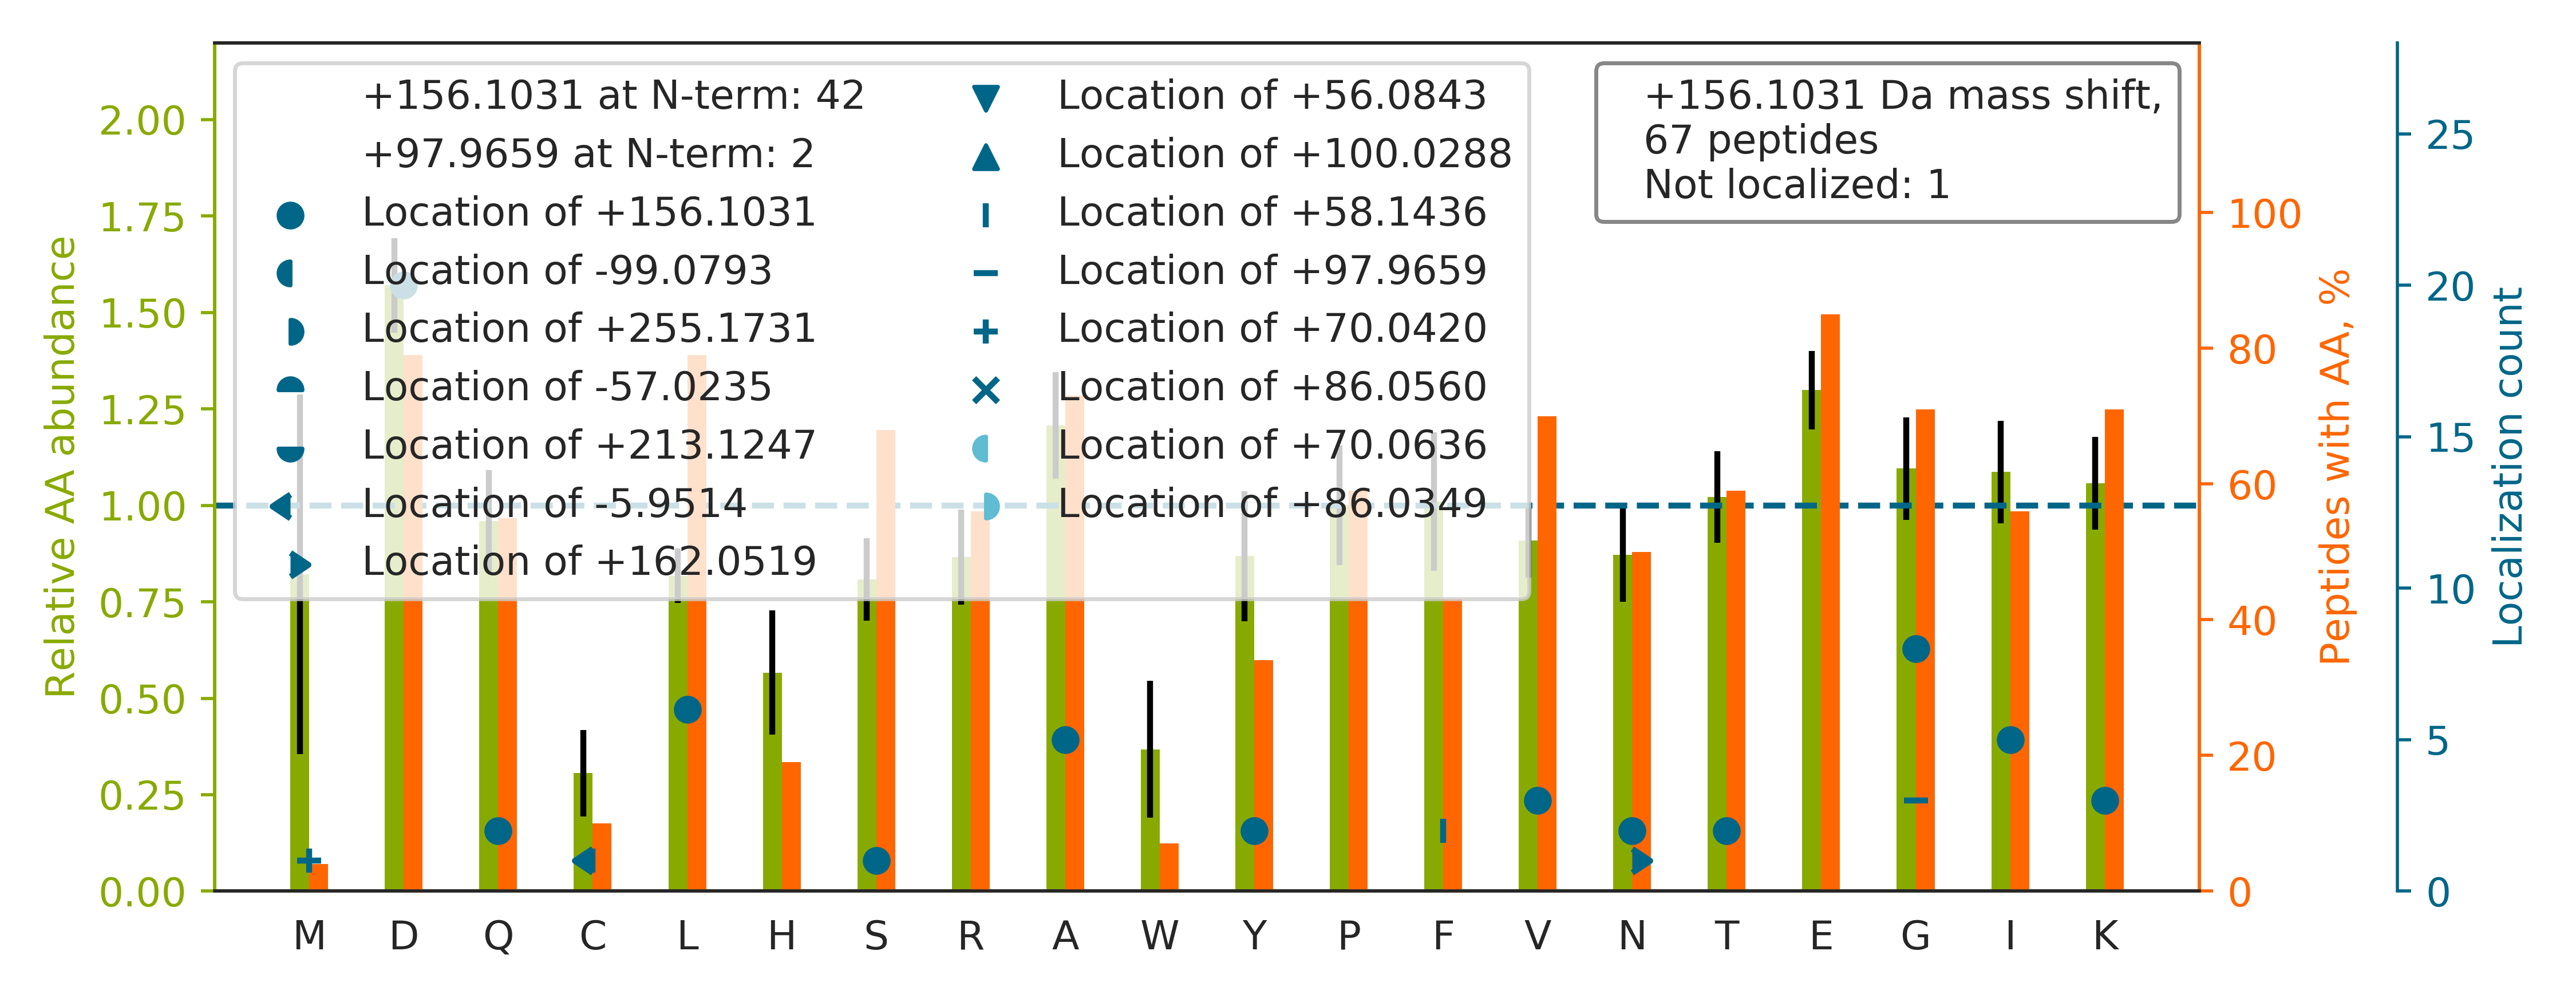 +156.1031 at N-term: 42
+97.9659 at N-term: 2
Location of +156.1031
Location of -99.0793
Location of +255.1731
Location of -57.0235
Location of +213.1247
Location of -5.9514
Location of +162.0519
Location of +56.0843
Location of +100.0288
Location of +58.1436
Location of +97.9659
Location of +70.0420
Location of +86.0560
Location of +70.0636
Location of +86.0349
+156.1031 Da mass shift,
67 peptides
Not localized: 1
Relative AA abundance
2.00
1.75
1.50
1.25
1.00
0.75
0.50
0.25
0.00
M D Q C L H S R A W Y P F V N T E G I K
100
80
60
40
20
0
Peptides with AA, %
25
20
15
10
5
0
Localization count